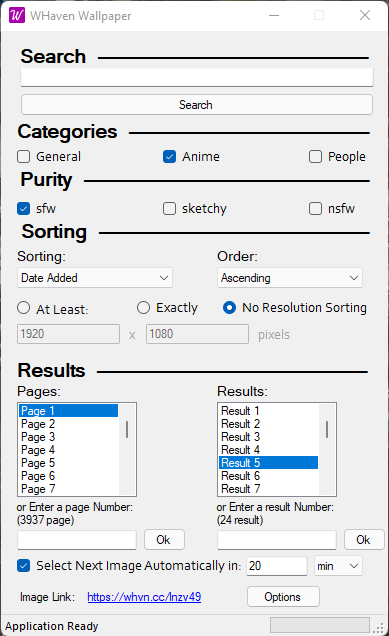 WHaven Wallpaper
Search
Search
Categories
General Anime People
Purity
sfw sketchy nsfw
Sorting
Sorting: Order:
Date Added Ascending
At Least: Exactly No Resolution Sorting
1920 x 1080 pixels
Results
Pages: Results:
Page 1 Result 1
Page 2 Result 2
Page 3 Result 3
Page 4 Result 4
Page 5 Result 5
Page 6 Result 6
Page 7 Result 7
or Enter a page Number: or Enter a result Number:
(3937 page) (24 result)
Ok Ok
Select Next Image Automatically in: 20 min
Image Link: https://whvn.cc/lnzv49 Options
Application Ready